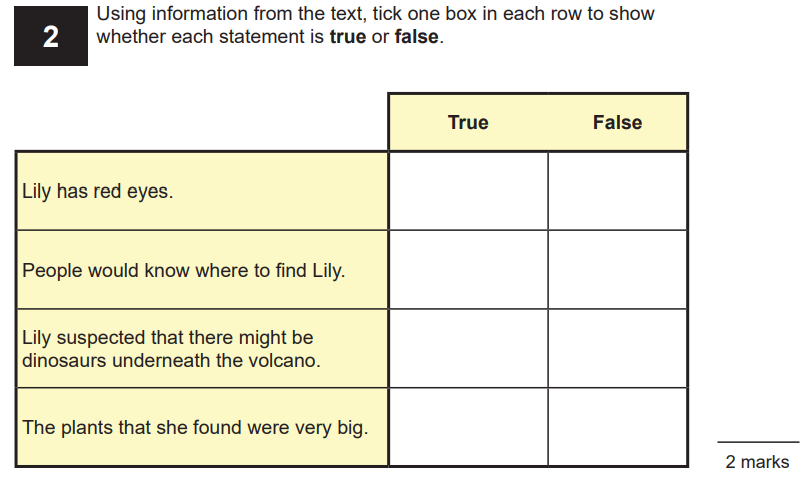 2
Using information from the text, tick one box in each row to show
whether each statement is true or false.
True False
Lily has red eyes.
People would know where to find Lily.
Lily suspected that there might be
dinosaurs underneath the volcano.
The plants that she found were very big.
2 marks